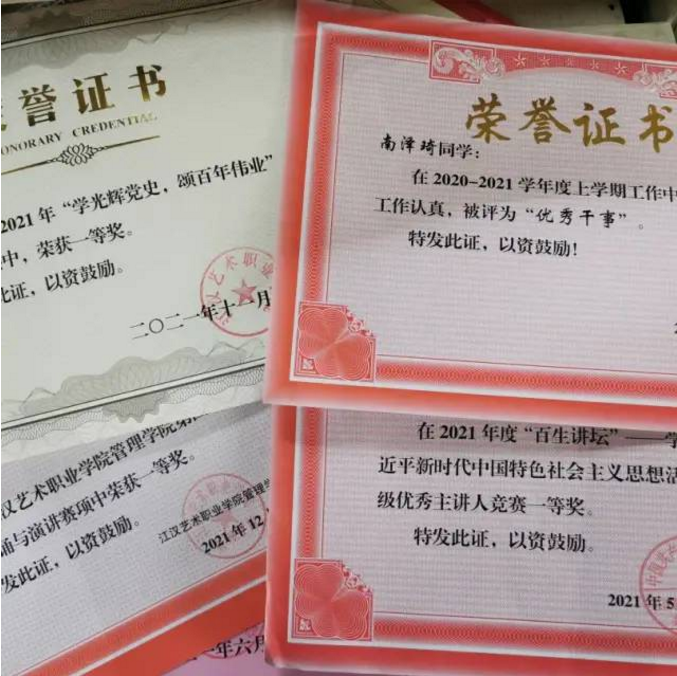 誉证书
HONORARY CREDENTIAL
2021年“学光辉党史，颂百年伟业”
中，荣获一等奖。
此证，以资鼓励。
二〇二一年十一月
荣誉证书
南泽琦同学：
在2020-2021学年度上学期工作中
工作认真，被评为“优秀干事”。
特发此证，以资鼓励！
汉艺术职业学院管理学院
诵与演讲赛项中荣获一等奖。
发此证，以资鼓励。
江汉艺术职业学院管理学
2021年12
一年六月
在2021年度“百生讲坛”——学
近平新时代中国特色社会主义思想活
级优秀主讲人竞赛一等奖。
特发此证，以资鼓励。
2021年5